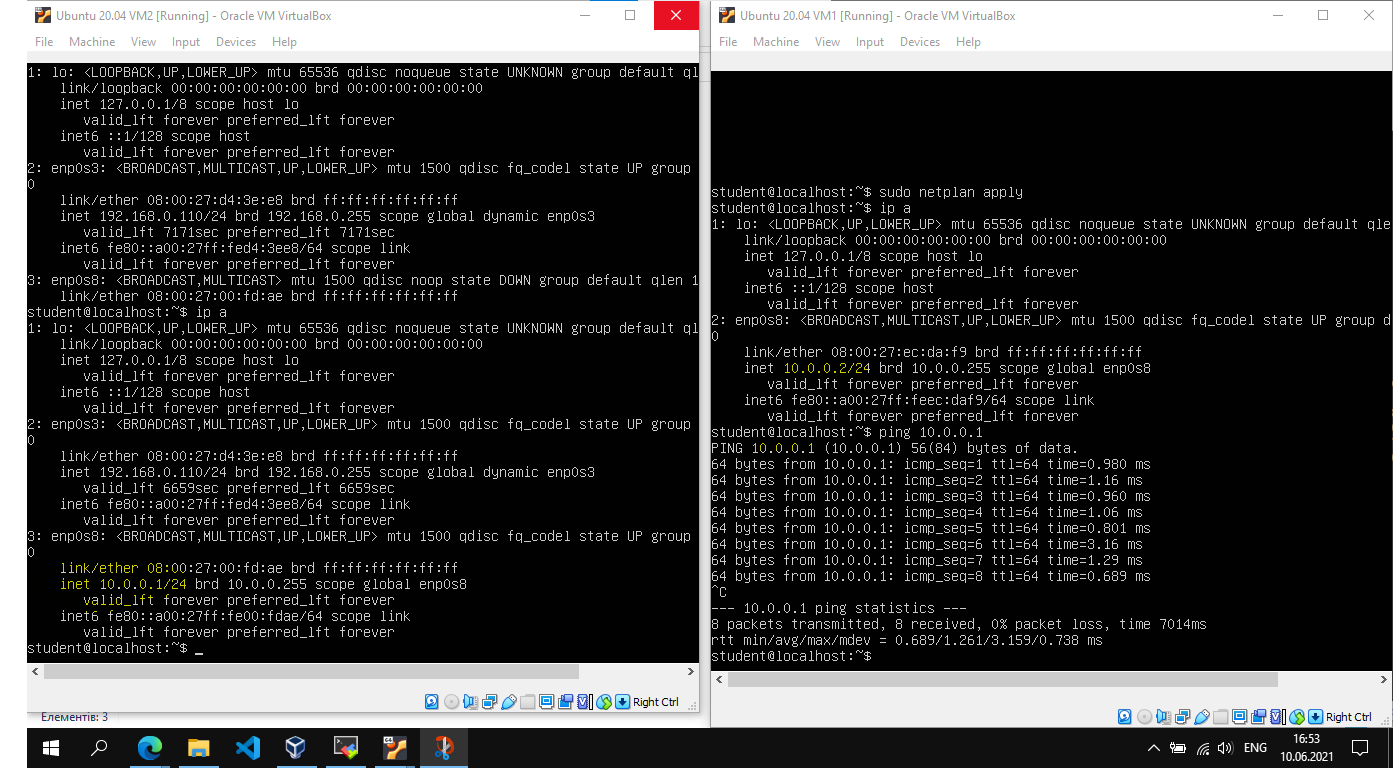 Ubuntu 20.04 VM2 [Running] - Oracle VM VirtualBox
File Machine View Input Devices Help
1: lo: <LOOPBACK,UP,LOWER_UP> mtu 65536 qdisc noqueue state UNKNOWN group default ql
link/loopback 00:00:00:00:00:00 brd 00:00:00:00:00:00
inet 127.0.0.1/8 scope host lo
valid_lft forever preferred_lft forever
inet6 ::1/128 scope host
valid_lft forever preferred_lft forever
2: enp0s3: <BROADCAST,MULTICAST,UP,LOWER_UP> mtu 1500 qdisc fq_codel state UP group
0
link/ether 08:00:27:d4:3e:e8 brd ff:ff:ff:ff:ff:ff
inet 192.168.0.110/24 brd 192.168.0.255 scope global dynamic enp0s3
valid_lft 7171sec preferred_lft 7171sec
inet6 fe80::a00:27ff:fed4:3ee8/64 scope link
valid_lft forever preferred_lft forever
3: enp0s8: <BROADCAST,MULTICAST> mtu 1500 qdisc noop state DOWN group default qlen 1
link/ether 08:00:27:00:fd:ae brd ff:ff:ff:ff:ff:ff
student@localhost:~$ ip a
1: lo: <LOOPBACK,UP,LOWER_UP> mtu 65536 qdisc noqueue state UNKNOWN group default ql
link/loopback 00:00:00:00:00:00 brd 00:00:00:00:00:00
inet 127.0.0.1/8 scope host lo
valid_lft forever preferred_lft forever
inet6 ::1/128 scope host
valid_lft forever preferred_lft forever
2: enp0s3: <BROADCAST,MULTICAST,UP,LOWER_UP> mtu 1500 qdisc fq_codel state UP group
0
link/ether 08:00:27:d4:3e:e8 brd ff:ff:ff:ff:ff:ff
inet 192.168.0.110/24 brd 192.168.0.255 scope global dynamic enp0s3
valid_lft 6659sec preferred_lft 6659sec
inet6 fe80::a00:27ff:fed4:3ee8/64 scope link
valid_lft forever preferred_lft forever
3: enp0s8: <BROADCAST,MULTICAST,UP,LOWER_UP> mtu 1500 qdisc fq_codel state UP group
0
link/ether 08:00:27:00:fd:ae brd ff:ff:ff:ff:ff:ff
inet 10.0.0.1/24 brd 10.0.0.255 scope global enp0s8
valid_lft forever preferred_lft forever
inet6 fe80::a00:27ff:fe00:fdae/64 scope link
valid_lft forever preferred_lft forever
student@localhost:~$ _
Right Ctrl
Елементів: 3
Ubuntu 20.04 VM1 [Running] - Oracle VM VirtualBox
File Machine View Input Devices Help
student@localhost:~$ sudo netplan apply
student@localhost:~$ ip a
1: lo: <LOOPBACK,UP,LOWER_UP> mtu 65536 qdisc noqueue state UNKNOWN group default qle
link/loopback 00:00:00:00:00:00 brd 00:00:00:00:00:00
inet 127.0.0.1/8 scope host lo
valid_lft forever preferred_lft forever
inet6 ::1/128 scope host
valid_lft forever preferred_lft forever
2: enp0s8: <BROADCAST,MULTICAST,UP,LOWER_UP> mtu 1500 qdisc fq_codel state UP group d
0
link/ether 08:00:27:ec:da:f9 brd ff:ff:ff:ff:ff:ff
inet 10.0.0.2/24 brd 10.0.0.255 scope global enp0s8
valid_lft forever preferred_lft forever
inet6 fe80::a00:27ff:feec:daf9/64 scope link
valid_lft forever preferred_lft forever
student@localhost:~$ ping 10.0.0.1
PING 10.0.0.1 (10.0.0.1) 56(84) bytes of data.
64 bytes from 10.0.0.1: icmp_seq=1 ttl=64 time=0.980 ms
64 bytes from 10.0.0.1: icmp_seq=2 ttl=64 time=1.16 ms
64 bytes from 10.0.0.1: icmp_seq=3 ttl=64 time=0.960 ms
64 bytes from 10.0.0.1: icmp_seq=4 ttl=64 time=1.06 ms
64 bytes from 10.0.0.1: icmp_seq=5 ttl=64 time=0.801 ms
64 bytes from 10.0.0.1: icmp_seq=6 ttl=64 time=3.16 ms
64 bytes from 10.0.0.1: icmp_seq=7 ttl=64 time=1.29 ms
64 bytes from 10.0.0.1: icmp_seq=8 ttl=64 time=0.689 ms
^C
--- 10.0.0.1 ping statistics ---
8 packets transmitted, 8 received, 0% packet loss, time 7014ms
rtt min/avg/max/mdev = 0.689/1.261/3.159/0.738 ms
student@localhost:~$
Right Ctrl
ENG
16:53
10.06.2021